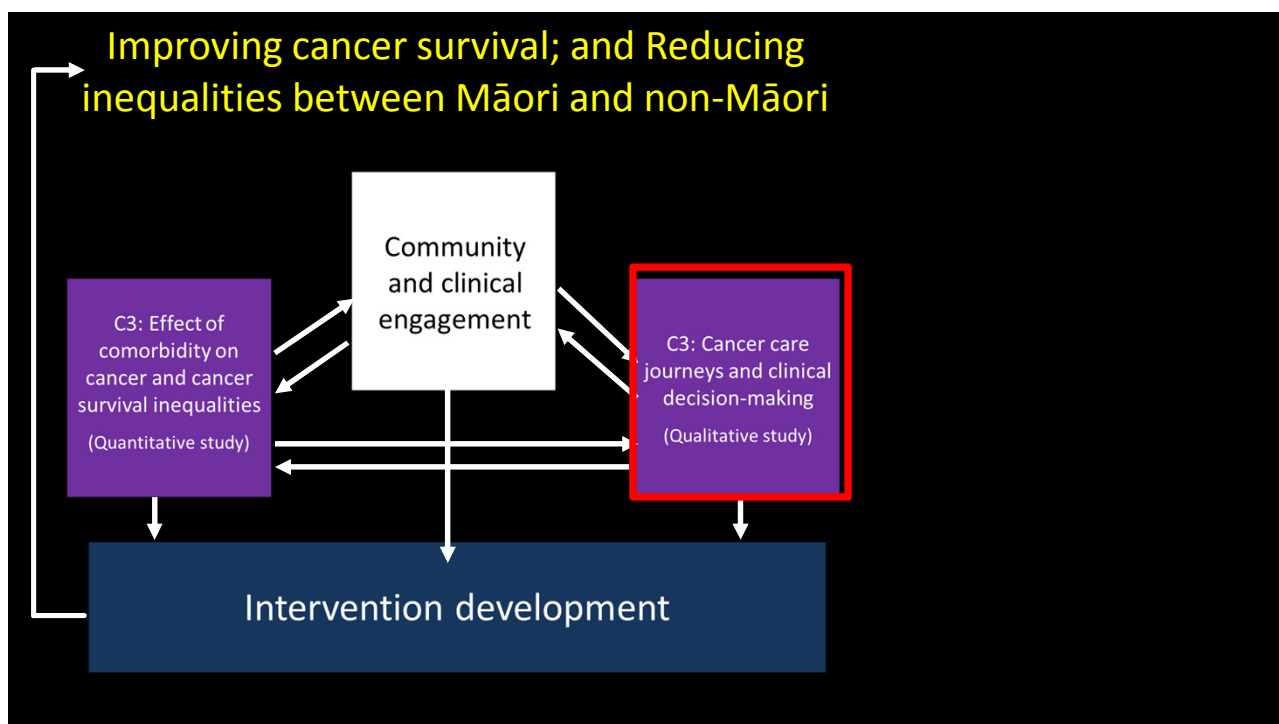 Improving cancer survival; and Reducing
inequalities between Māori and non-Māori
Community
and clinical
engagement
C3: Effect of
comorbidity on
cancer and cancer
survival inequalities
(Quantitative study)
C3: Cancer care
journeys and clinical
decision-making
(Qualitative study)
Intervention development